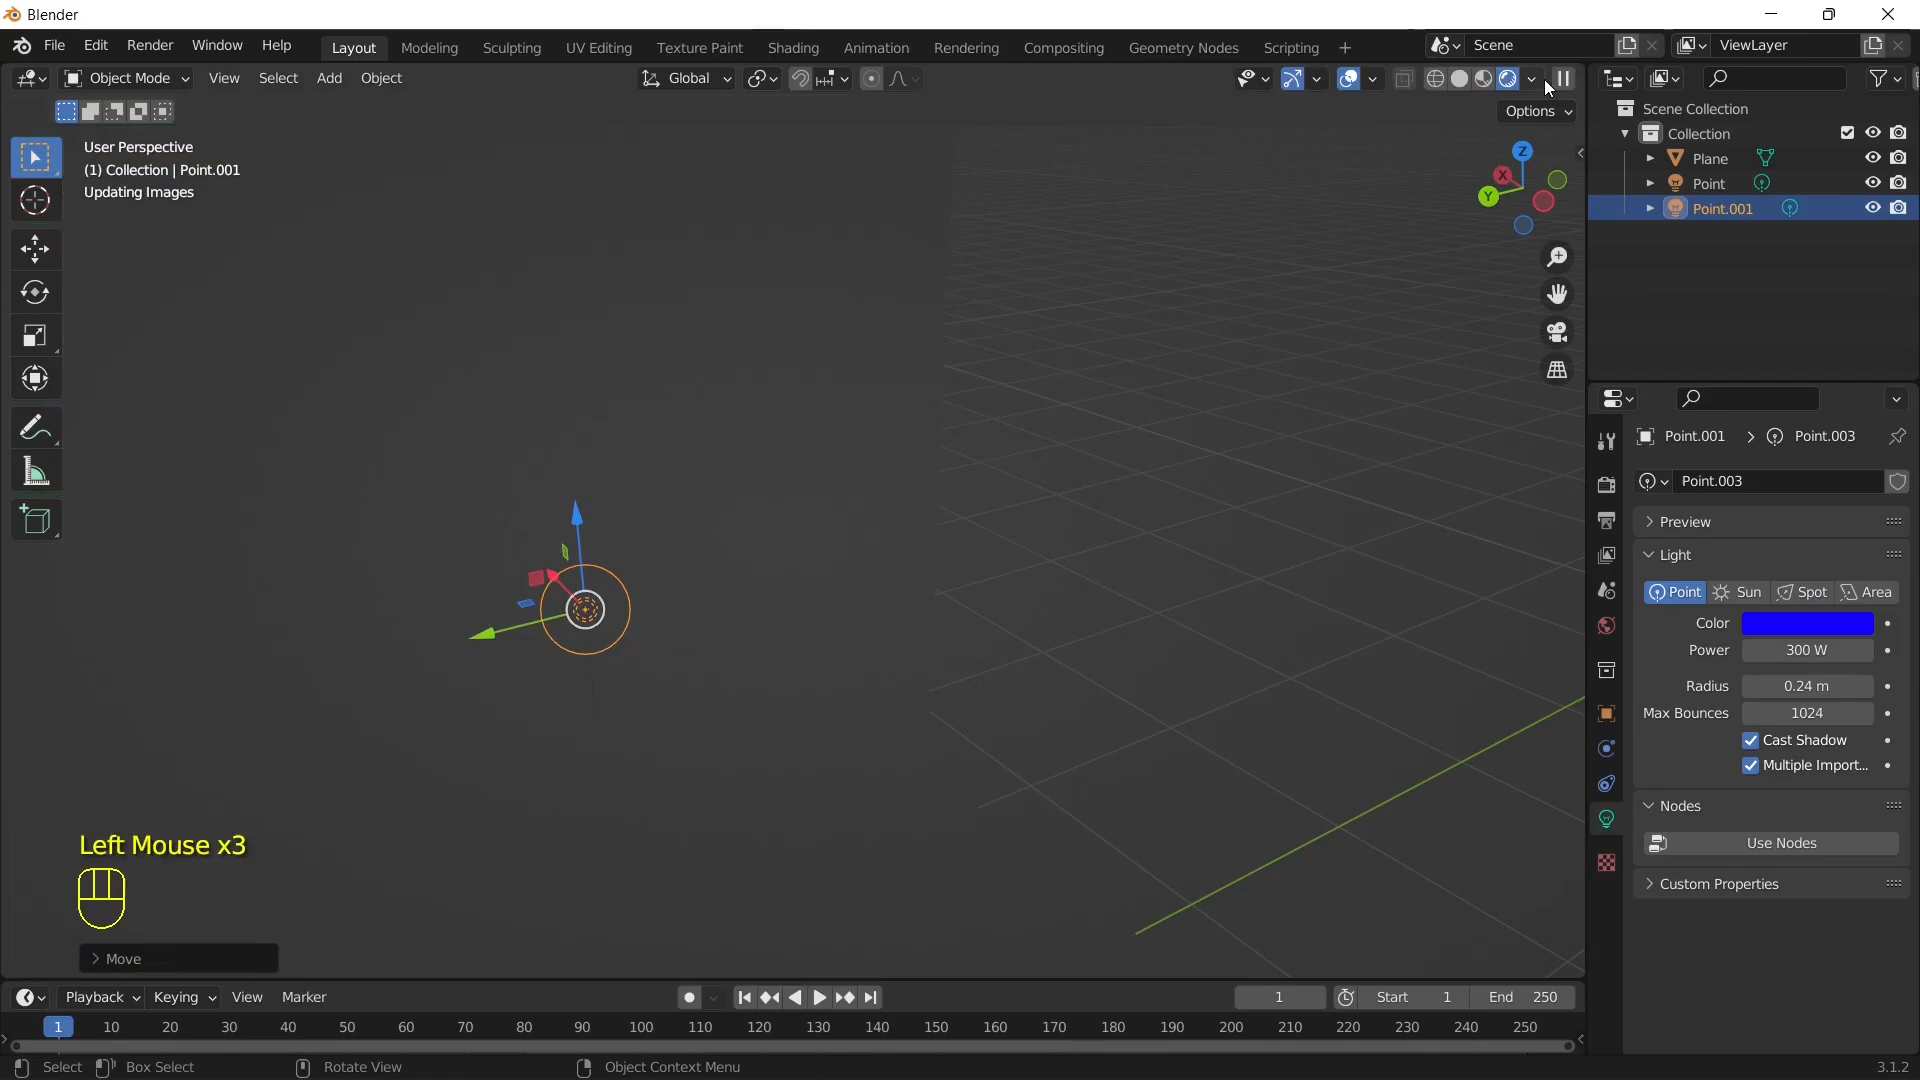 Blender
File Edit Render Window Help Layout Modeling Sculpting UV Editing Texture Paint Shading Animation Rendering Compositing Geometry Nodes Scripting + Scene ViewLayer
Object Mode View Select Add Object Global
Options
User Perspective
(1) Collection | Point.001
Updating Images
Z
X
Y
Scene Collection
Collection
Plane
Point
Point.001
Point.001 > Point.003
Point.003
Preview
Light
Point Sun Spot Area
Color
Power 300 W
Radius 0.24 m
Max Bounces 1024
Cast Shadow
Multiple Import...
Nodes
Use Nodes
Custom Properties
Left Mouse x3
> Move
Playback Keying View Marker 1 Start 1 End 250
1 10 20 30 40 50 60 70 80 90 100 110 120 130 140 150 160 170 180 190 200 210 220 230 240 250
Select Box Select Rotate View Object Context Menu 3.1.2